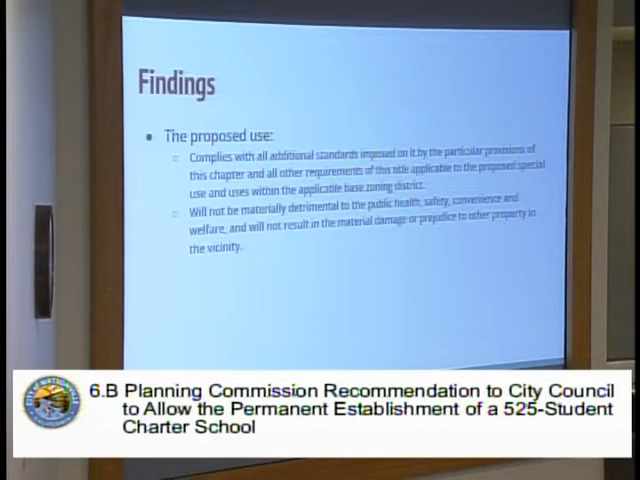 Findings
The proposed use:
Complies with all additional standards imposed on it by the particular provisions of
this chapter and all other requirements of this title applicable to the proposed special
use and uses within the applicable base zoning district.
Will not be materially detrimental to the public health, safety, convenience and
welfare, and will not result in the material damage or prejudice to other property in
the vicinity.
6.B Planning Commission Recommendation to City Council
to Allow the Permanent Establishment of a 525-Student
Charter School